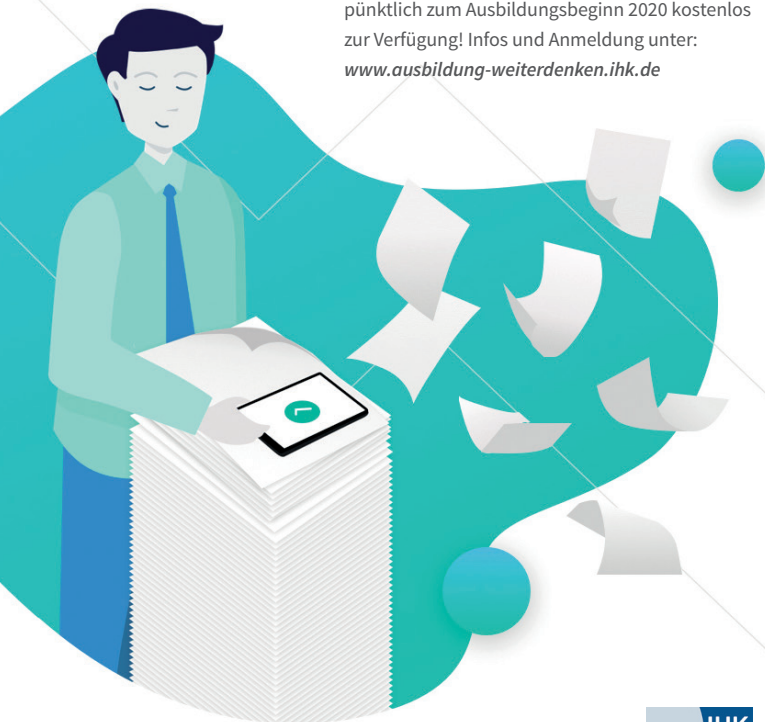 pünktlich zum Ausbildungsbeginn 2020 kostenlos
zur Verfügung! Infos und Anmeldung unter:
www.ausbildung-weiterdenken.ihk.de
IHK